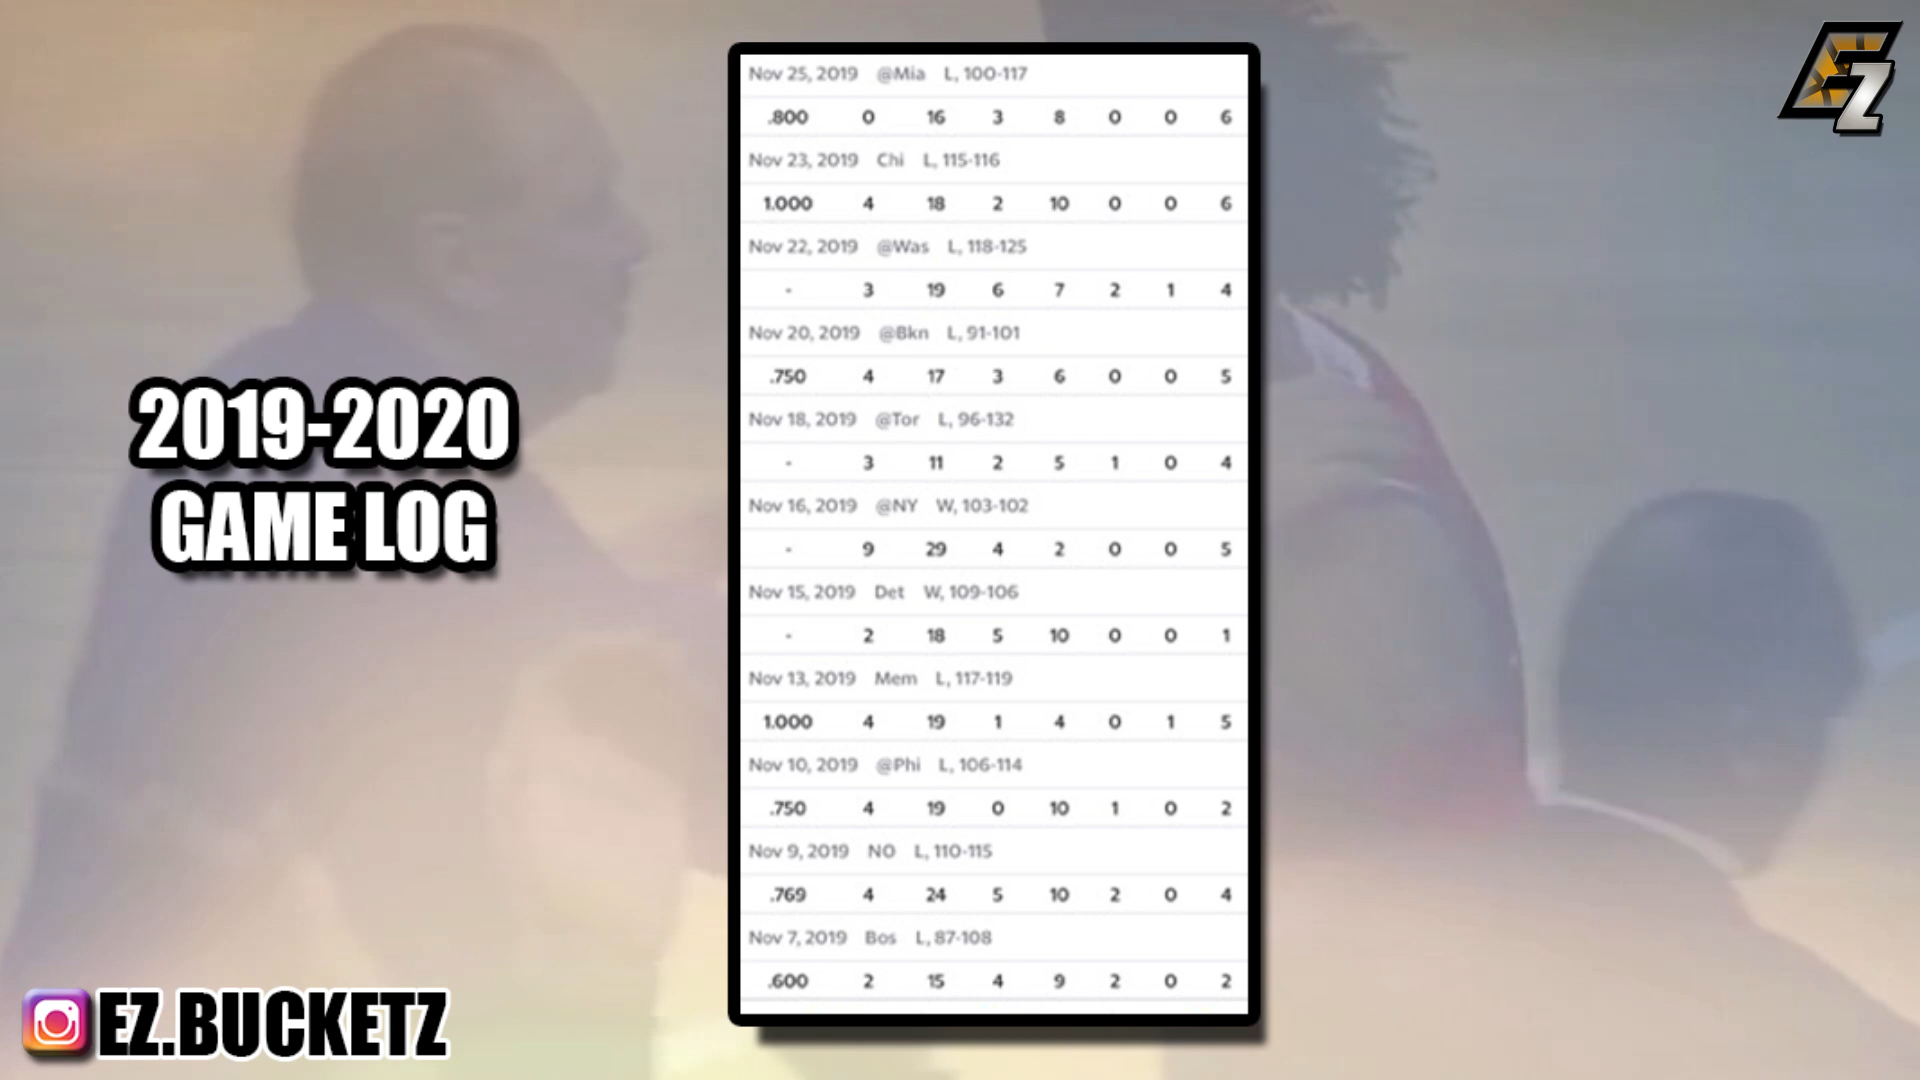 EZ
Nov 25, 2019 @Mia L, 100-117
.800 0 16 3 8 0 0 6
Nov 23, 2019 Chi L, 115-116
1.000 4 18 2 10 0 0 6
Nov 22, 2019 @Was L, 118-125
- 3 19 6 7 2 1 4
Nov 20, 2019 @Bkn L, 91-101
.750 4 17 3 6 0 0 5
Nov 18, 2019 @Tor L, 96-132
- 3 11 2 5 1 0 4
Nov 16, 2019 @NY W, 103-102
- 9 29 4 2 0 0 5
Nov 15, 2019 Det W, 109-106
- 2 18 5 10 0 0 1
Nov 13, 2019 Mem L, 117-119
1.000 4 19 1 4 0 1 5
Nov 10, 2019 @Phi L, 106-114
.750 4 19 0 10 1 0 2
Nov 9, 2019 NO L, 110-115
.769 4 24 5 10 2 0 4
Nov 7, 2019 Bos L, 87-108
.600 2 15 4 9 2 0 2
2019-2020
GAME LOG
EZ.BUCKETZ